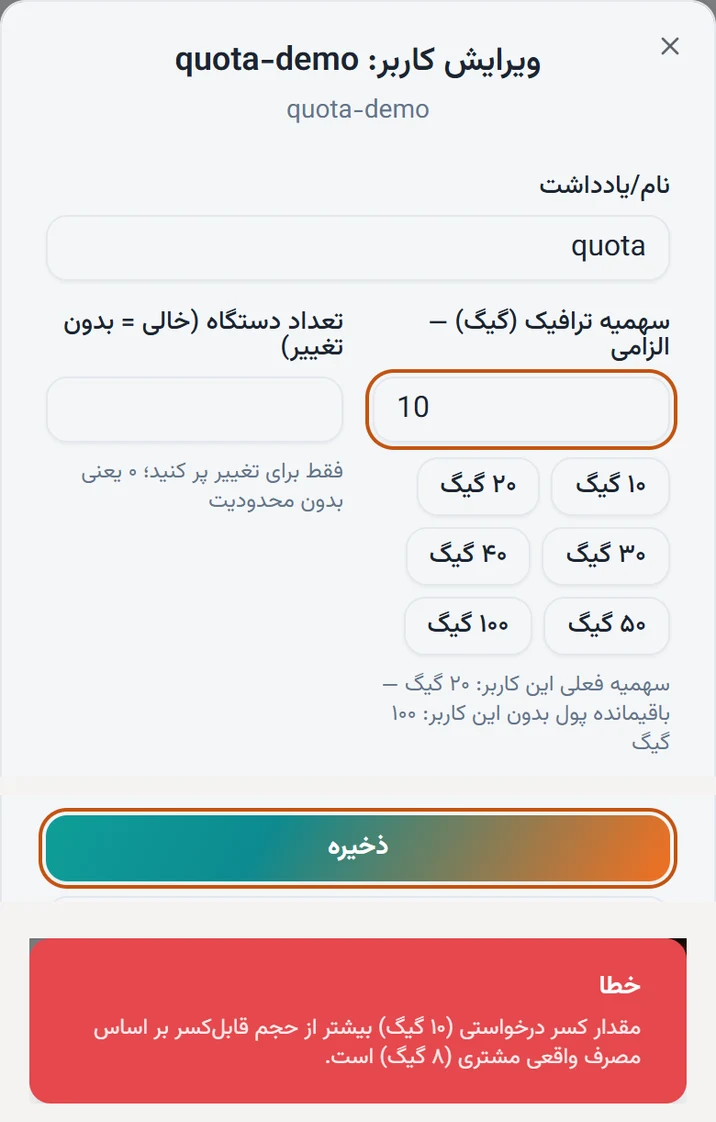 ویرایش کاربر: quota-demo
quota-demo
نام/یادداشت
quota
سهمیه ترافیک (گیگ) –
الزامی
10
۱۰ گیگ
۲۰ گیگ
۳۰ گیگ
۴۰ گیگ
۵۰ گیگ
۱۰۰ گیگ
سهمیه فعلی این کاربر: ۲۰ گیگ –
باقیمانده پول بدون این کاربر: ۱۰۰
گیگ
تعداد دستگاه (خالی = بدون
تغییر)
فقط برای تغییر پر کنید؛ ۰ یعنی
بدون محدودیت
ذخیره
خطا
مقدار کسر درخواستی (۱۰ گیگ) بیشتر از حجم قابل‌کسر بر اساس
مصرف واقعی مشتری (۸ گیگ) است.